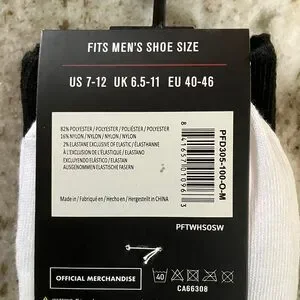 FITS MEN'S SHOE SIZE
US 7-12 UK 6.5-11 EU 40-46
82% POLYESTER / POLYESTER / POLIÉSTER / POLYESTER
16% NYLON / NYLON / NYLON / NYLON
2% ELASTANE EXCLUSIVE OF ELASTIC / ÉLASTHANNE
À L'EXCLUSION DE L'ÉLASTIQUE / ELASTANO
EXCLUYENDO ELÁSTICO / ELASTAN
AUSGENOMMEN ELASTISCHE FASERN
Made in / Fabriqué en / Hecho en / Hergestellt in CHINA
PFD305-100-O-M
PFTWHSOSW
OFFICIAL MERCHANDISE
40
CA66308